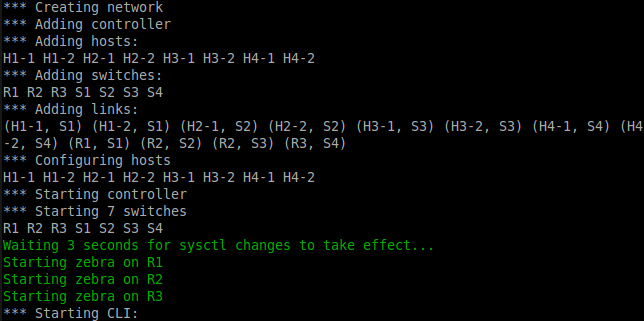 *** Creating network
*** Adding controller
*** Adding hosts:
H1-1 H1-2 H2-1 H2-2 H3-1 H3-2 H4-1 H4-2
*** Adding switches:
R1 R2 R3 S1 S2 S3 S4
*** Adding links:
(H1-1, S1) (H1-2, S1) (H2-1, S2) (H2-2, S2) (H3-1, S3) (H3-2, S3) (H4-1, S4) (H4
-2, S4) (R1, S1) (R2, S2) (R2, S3) (R3, S4)
*** Configuring hosts
H1-1 H1-2 H2-1 H2-2 H3-1 H3-2 H4-1 H4-2
*** Starting controller
*** Starting 7 switches
R1 R2 R3 S1 S2 S3 S4
Waiting 3 seconds for sysctl changes to take effect...
Starting zebra on R1
Starting zebra on R2
Starting zebra on R3
*** Starting CLI: